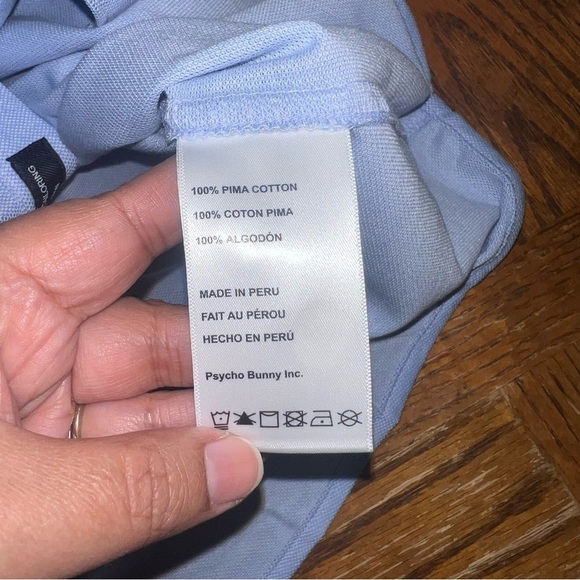 100% PIMA COTTON
100% COTON PIMA
100% ALGODÓN
MADE IN PERU
FAIT AU PÉROU
HECHO EN PERÚ
Psycho Bunny Inc.